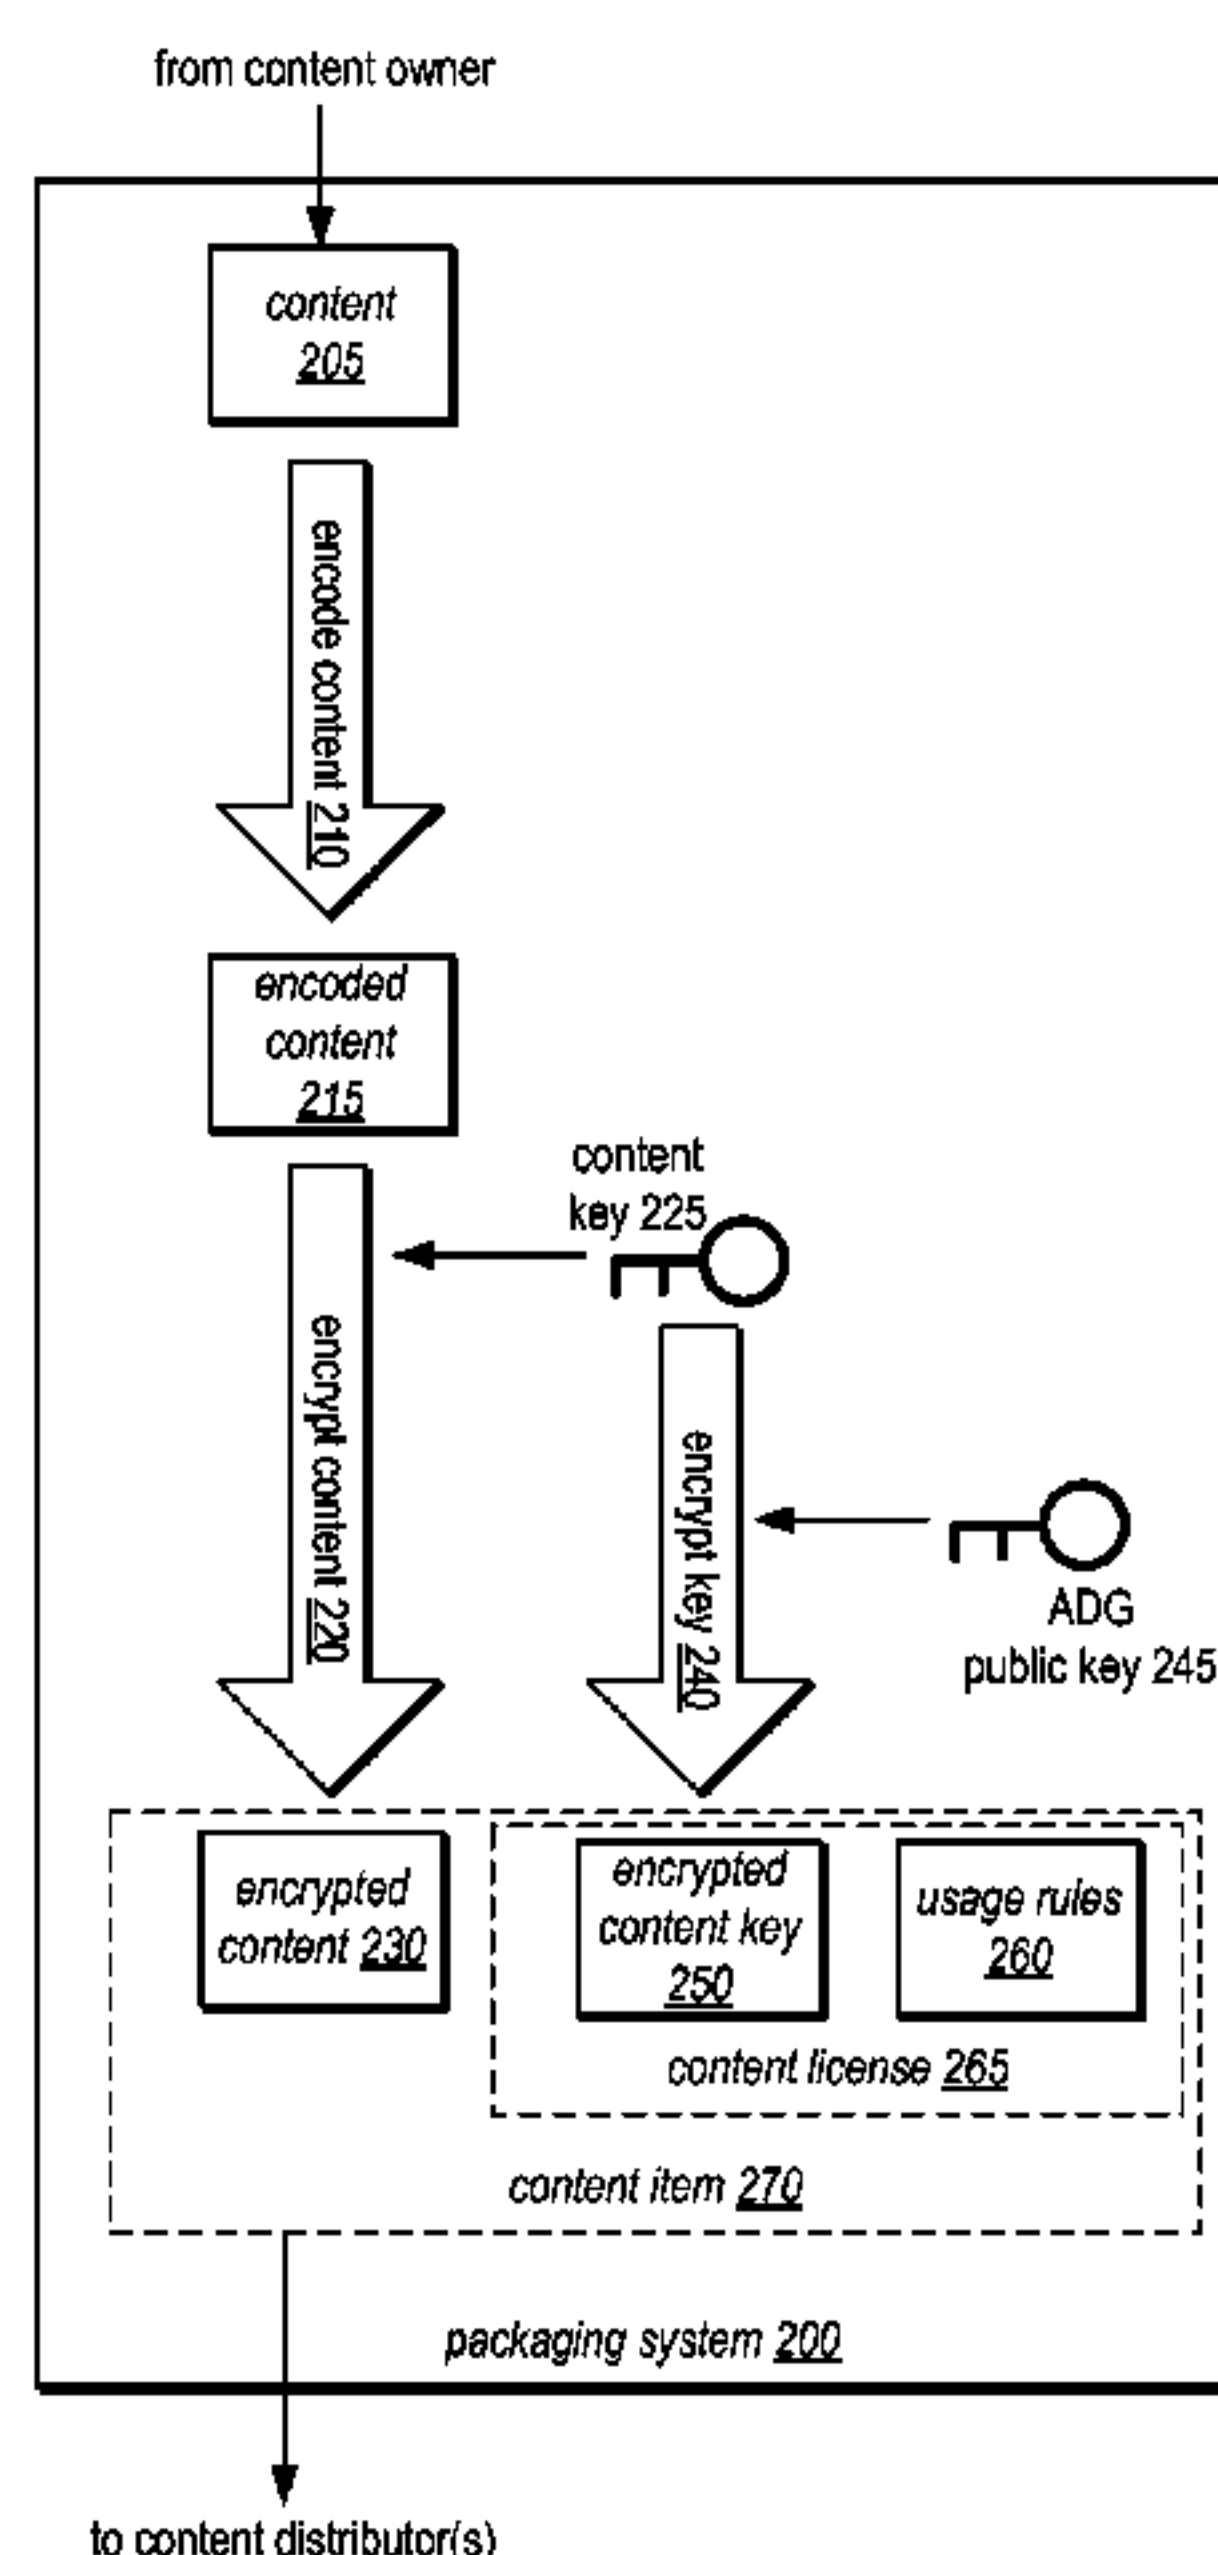 from content owner
content
205
encode content 210
encoded
content
215
content
key 225
encrypt content 220
encrypt key 240
ADG
public key 245
encrypted
content 230
encrypted
content key
250
usage rules
260
content license 265
content item 270
packaging system 200
to content distributor(s)